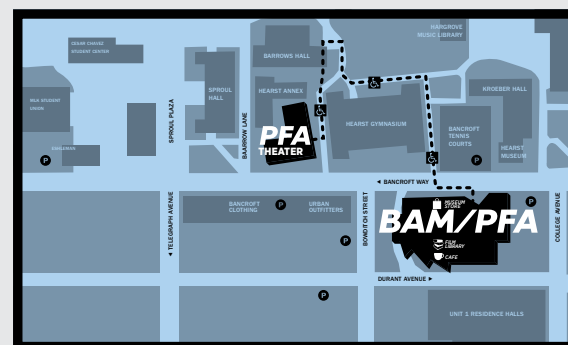 HARGROVE
MUSIC LIBRARY
CESAR CHAVEZ
STUDENT CENTER
BARROWS HALL
SPROUL
HALL
HEARST ANNEX
KROEBER HALL
MLK STUDENT
UNION
SPROUL PLAZA
BAARROW LANE
HEARST GYMNASIUM
BANCROFT
TENNIS
COURTS
HEARST
MUSEUM
PFA
THEATER
ESHLEMAN
P
P
◄ BANCROFT WAY
◄ TELEGRAPH AVENUE
BANCROFT
CLOTHING
P
URBAN
OUTFITTERS
BOWDITCH STREET
MUSEUM
STORE
P
BAM/PFA
COLLEGE AVENUE
P
FILM
LIBRARY
CAFE
DURANT AVENUE ►
P
UNIT 1 RESIDENCE HALLS